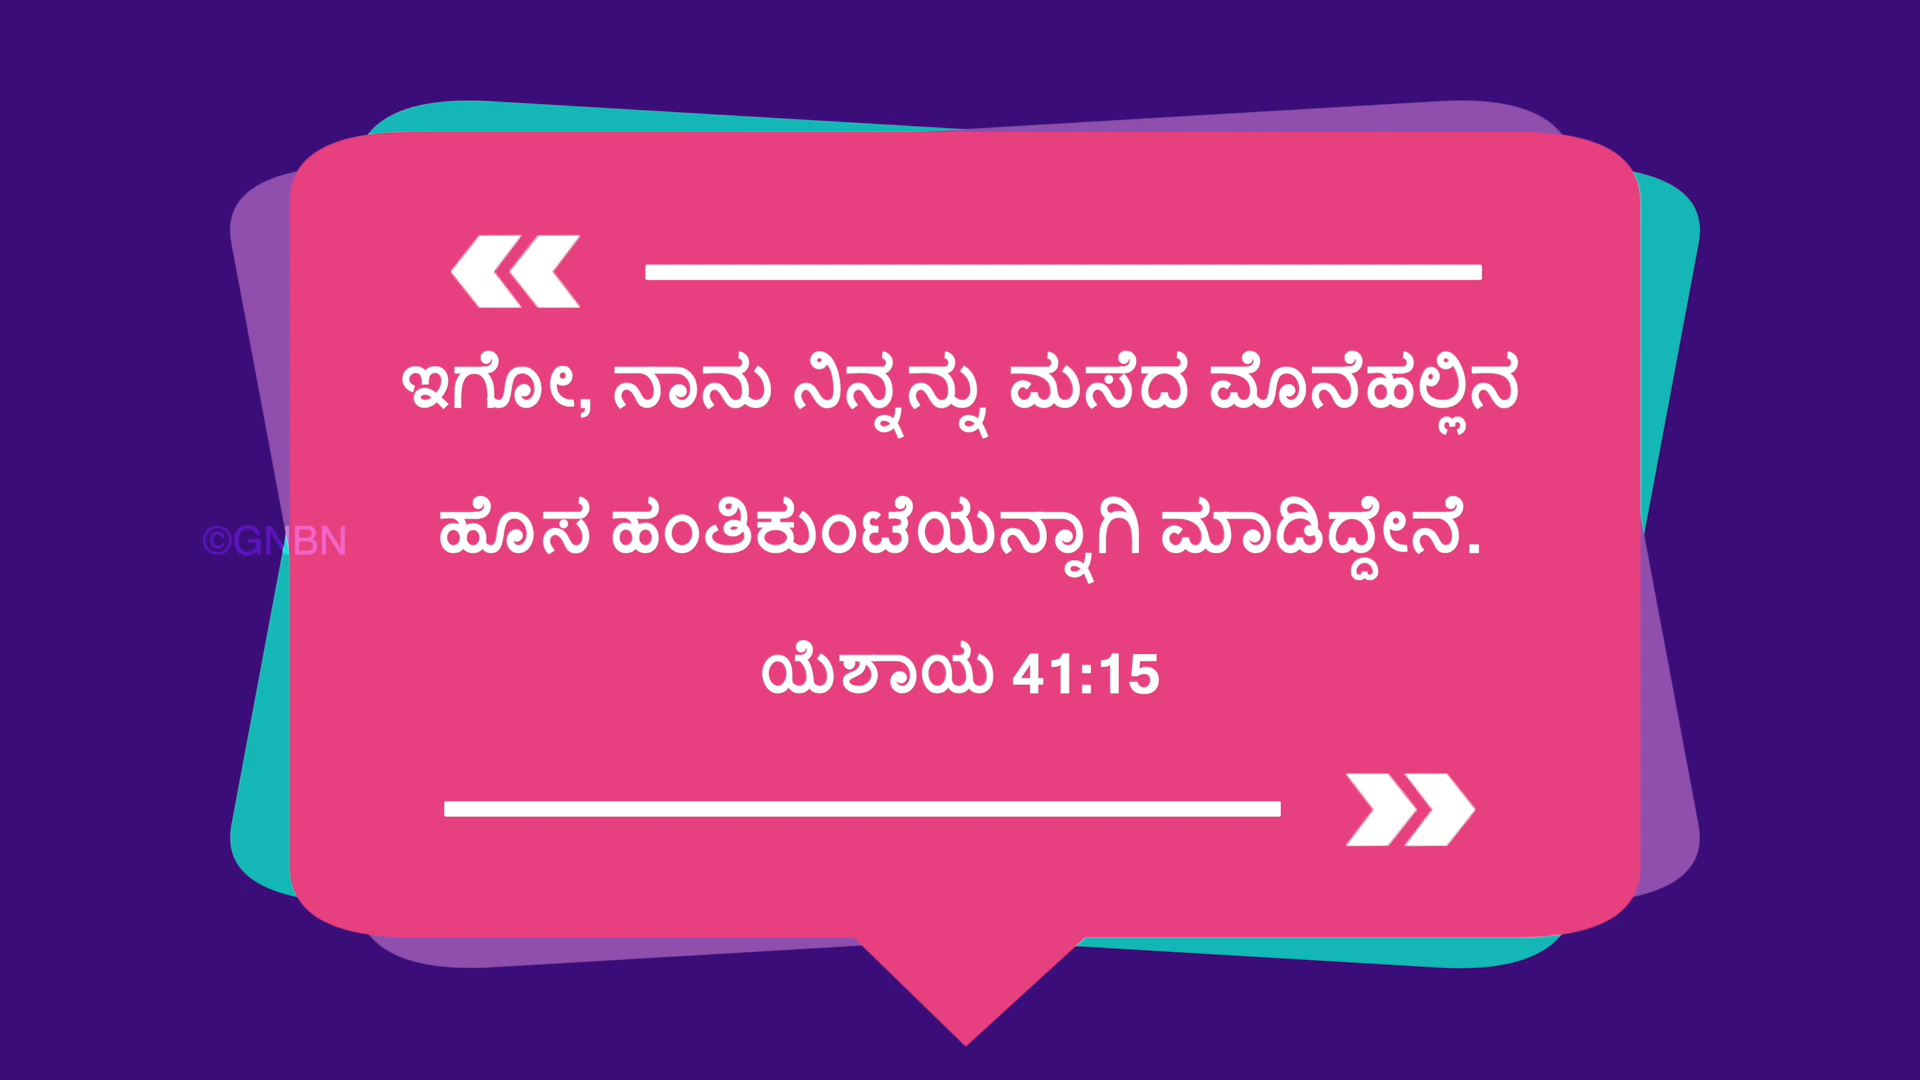 ಇಗೋ, ನಾನು ನಿನ್ನನ್ನು ಮಸೆದ ಮೊನೆಹಲ್ಲಿನ
ಹೊಸ ಹಂತಿಕುಂಟೆಯನ್ನಾಗಿ ಮಾಡಿದ್ದೇನೆ.
©GNBN
ಯೆಶಾಯ 41:15